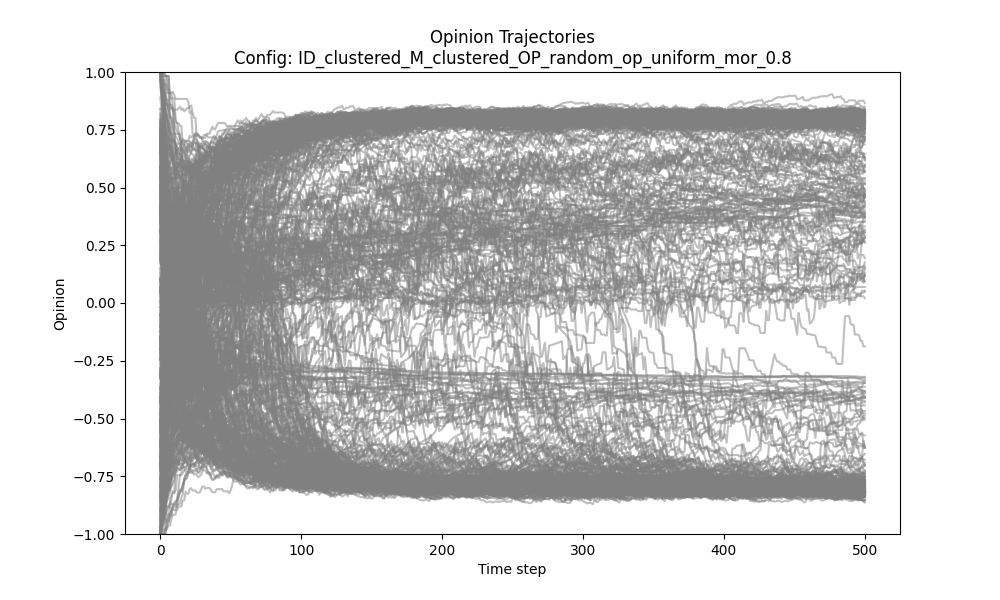 Opinion Trajectories
Config: ID_clustered_M_clustered_OP_random_op_uniform_mor_0.8
1.00
0.75
0.50
0.25
0.00
−0.25
−0.50
−0.75
−1.00
Opinion
0 100 200 300 400 500
Time step